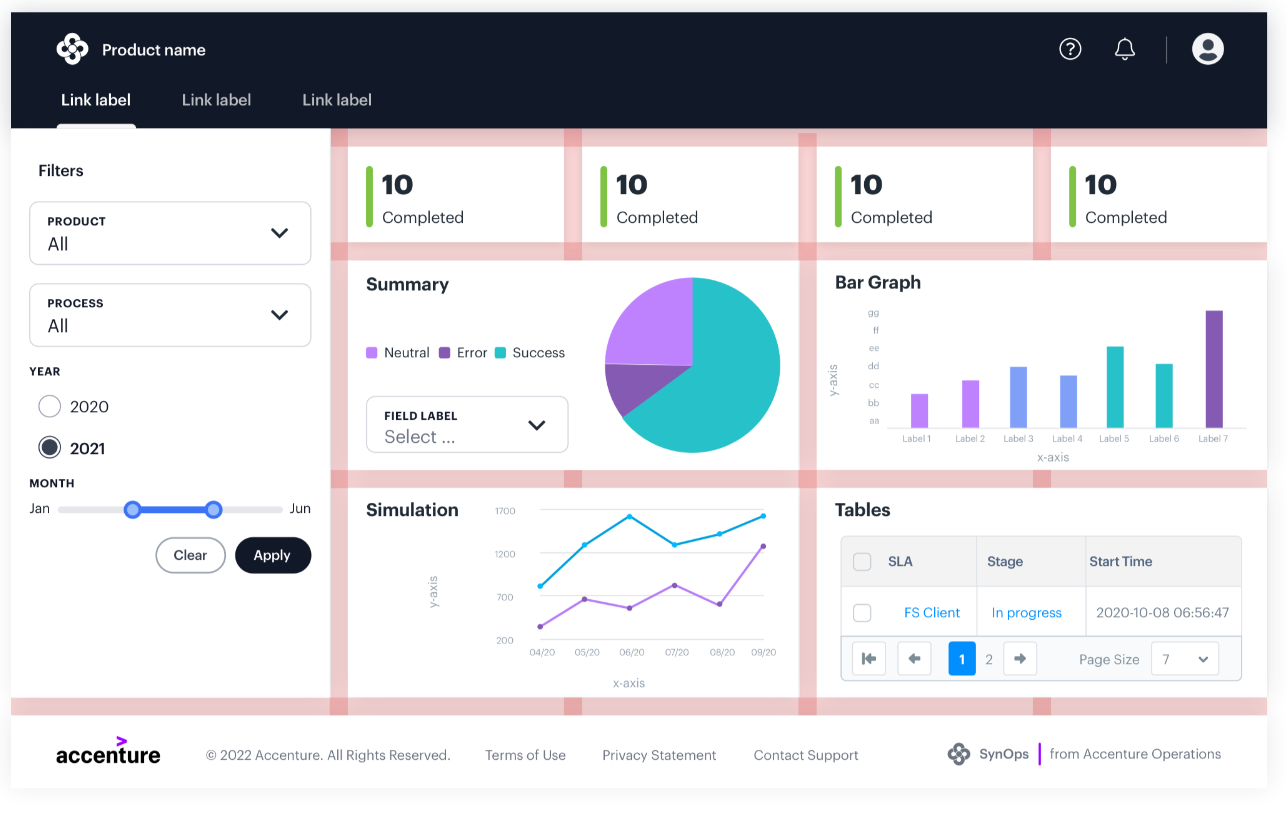 Product name
Link label Link label Link label
Filters
PRODUCT
All
PROCESS
All
YEAR
2020
2021
MONTH
Jan Jun
Clear Apply
10
Completed
10
Completed
10
Completed
10
Completed
Summary
Neutral Error Success
FIELD LABEL
Select ...
Bar Graph
gg
ff
ee
dd
cc
bb
aa
y-axis
Label 1 Label 2 Label 3 Label 4 Label 5 Label 6 Label 7
x-axis
Simulation
1700
1200
700
200
y-axis
04/20 05/20 06/20 07/20 08/20 09/20
x-axis
Tables
SLA Stage Start Time
FS Client In progress 2020-10-08 06:56:47
1 2 Page Size 7
accenture © 2022 Accenture. All Rights Reserved. Terms of Use Privacy Statement Contact Support SynOps from Accenture Operations